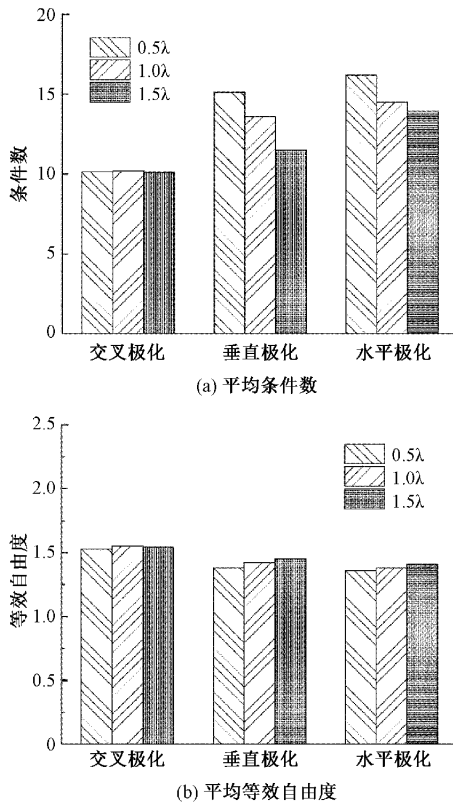 20
15
10
5
0
条件数
0.5λ
1.0λ
1.5λ
交叉极化 垂直极化 水平极化
(a) 平均条件数
2.5
2.0
1.5
1.0
0.5
0
等效自由度
0.5λ
1.0λ
1.5λ
交叉极化 垂直极化 水平极化
(b) 平均等效自由度